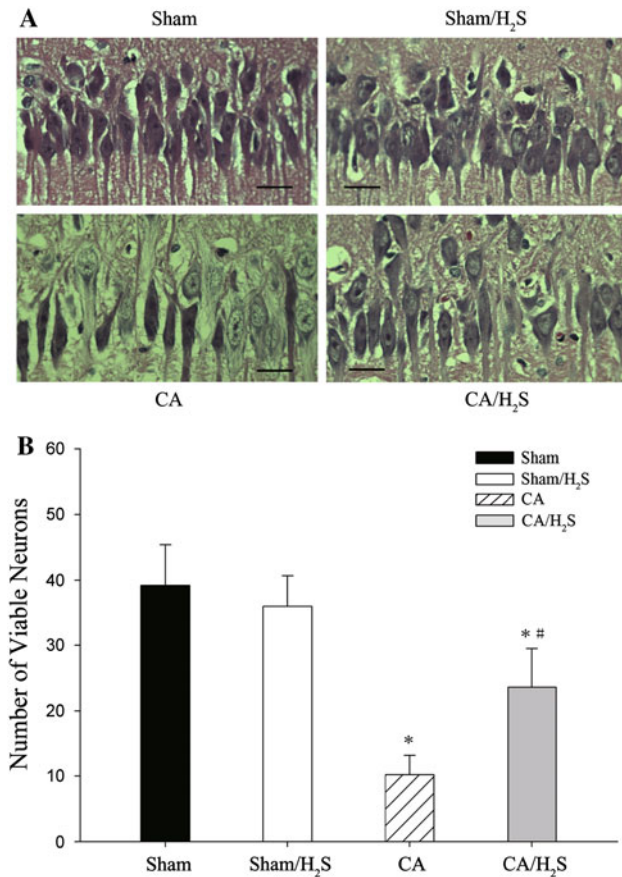 A
Sham
Sham/H₂S
CA
CA/H₂S
B
Number of Viable Neurons
60
50
40
30
20
10
0
Sham
Sham/H₂S
CA
CA/H₂S
*
* #
Sham
Sham/H₂S
CA
CA/H₂S